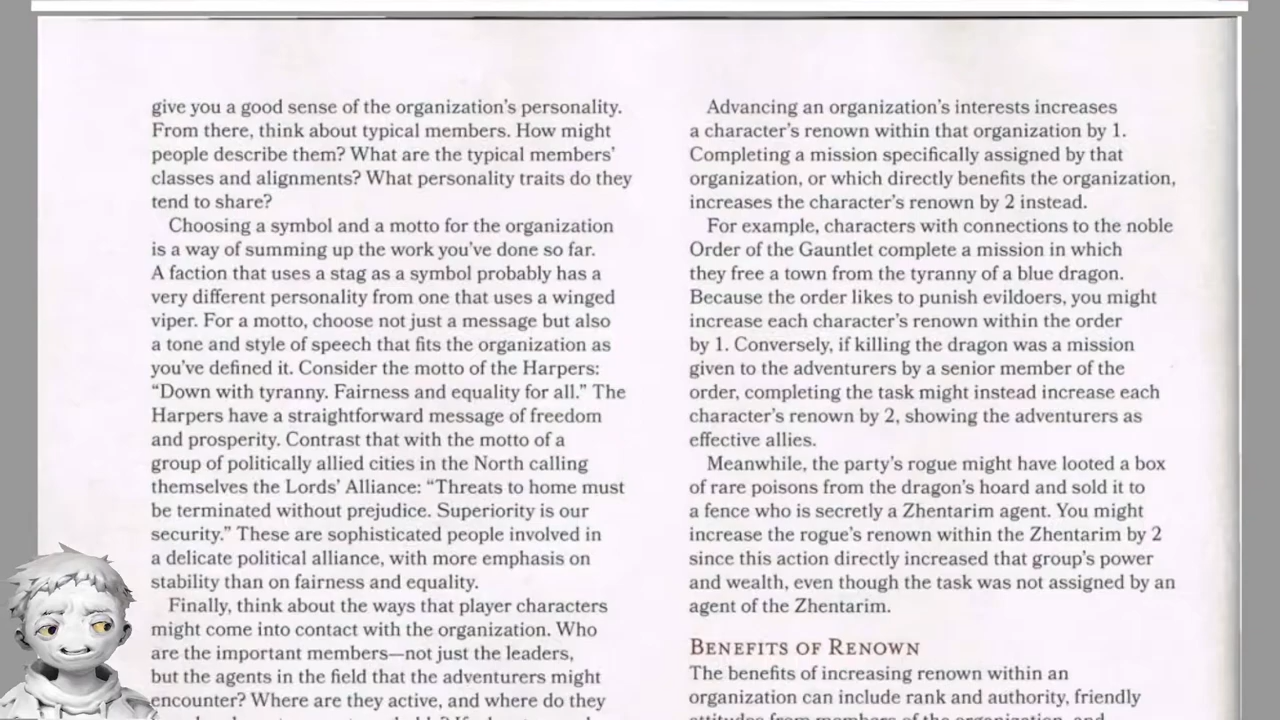 give you a good sense of the organization's personality.
From there, think about typical members. How might
people describe them? What are the typical members'
classes and alignments? What personality traits do they
tend to share?
Choosing a symbol and a motto for the organization
is a way of summing up the work you've done so far.
A faction that uses a stag as a symbol probably has a
very different personality from one that uses a winged
viper. For a motto, choose not just a message but also
a tone and style of speech that fits the organization as
you've defined it. Consider the motto of the Harpers:
“Down with tyranny. Fairness and equality for all.” The
Harpers have a straightforward message of freedom
and prosperity. Contrast that with the motto of a
group of politically allied cities in the North calling
themselves the Lords' Alliance: “Threats to home must
be terminated without prejudice. Superiority is our
security.” These are sophisticated people involved in
a delicate political alliance, with more emphasis on
stability than on fairness and equality.
Finally, think about the ways that player characters
might come into contact with the organization. Who
are the important members—not just the leaders,
but the agents in the field that the adventurers might
encounter? Where are they active, and where do they
Advancing an organization's interests increases
a character's renown within that organization by 1.
Completing a mission specifically assigned by that
organization, or which directly benefits the organization,
increases the character's renown by 2 instead.
For example, characters with connections to the noble
Order of the Gauntlet complete a mission in which
they free a town from the tyranny of a blue dragon.
Because the order likes to punish evildoers, you might
increase each character's renown within the order
by 1. Conversely, if killing the dragon was a mission
given to the adventurers by a senior member of the
order, completing the task might instead increase each
character's renown by 2, showing the adventurers as
effective allies.
Meanwhile, the party's rogue might have looted a box
of rare poisons from the dragon's hoard and sold it to
a fence who is secretly a Zhentarim agent. You might
increase the rogue's renown within the Zhentarim by 2
since this action directly increased that group's power
and wealth, even though the task was not assigned by an
agent of the Zhentarim.
BENEFITS OF RENOWN
The benefits of increasing renown within an
organization can include rank and authority, friendly